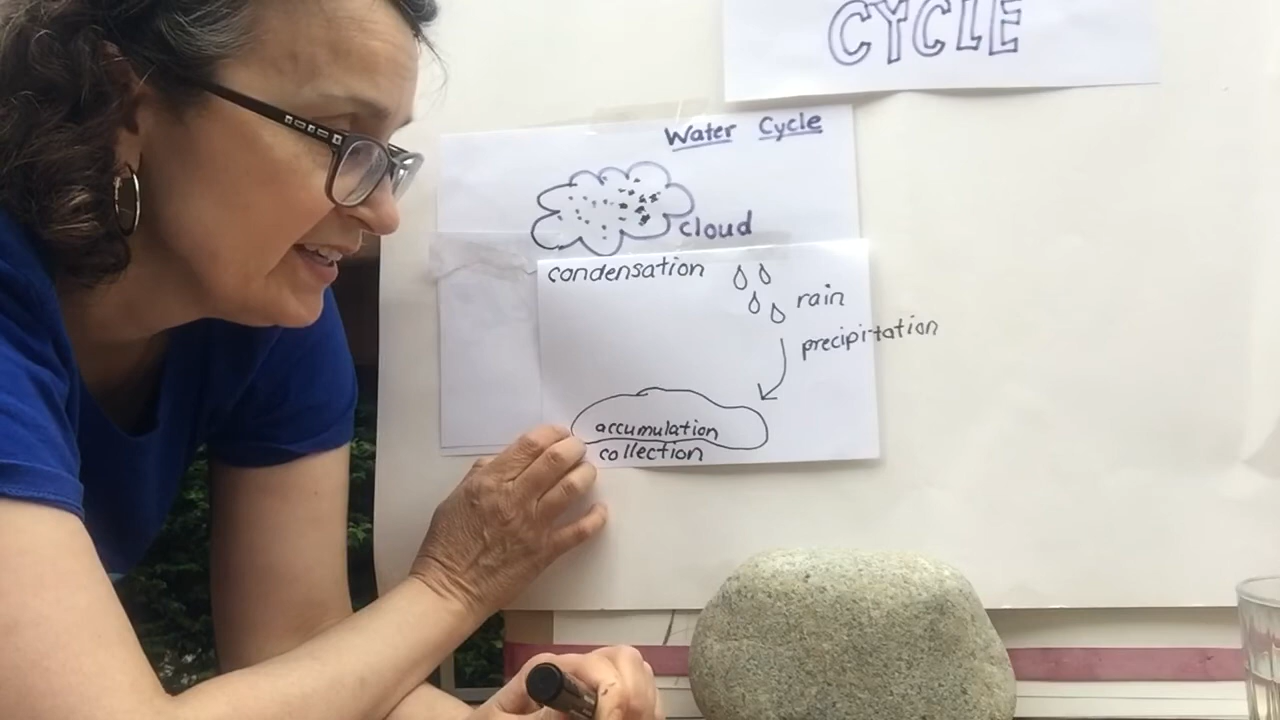 CYCLE
Water Cycle
cloud
condensation
rain
precipitation
accumulation
collection